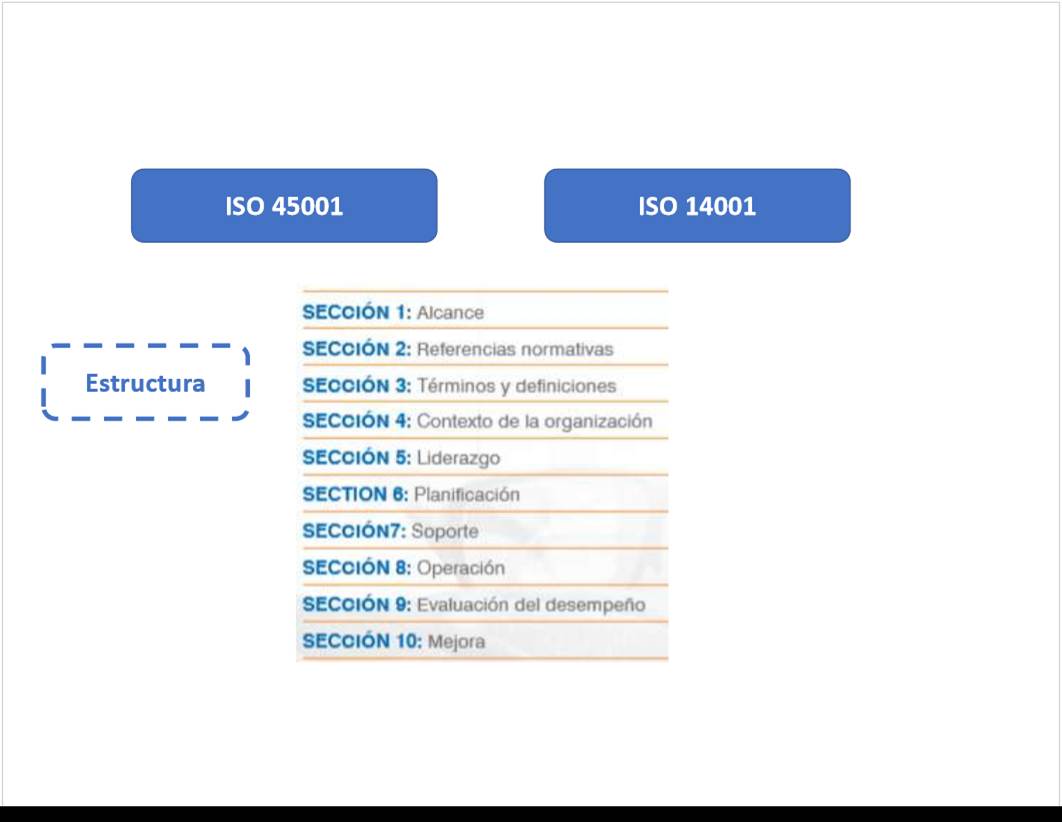 ISO 45001
ISO 14001
SECCIÓN 1: Alcance
SECCIÓN 2: Referencias normativas
Estructura
SECCIÓN 3: Términos y definiciones
SECCIÓN 4: Contexto de la organización
SECCIÓN 5: Liderazgo
SECTION 6: Planificación
SECCIÓN7: Soporte
SECCIÓN 8: Operación
SECCIÓN 9: Evaluación del desempeño
SECCIÓN 10: Mejora